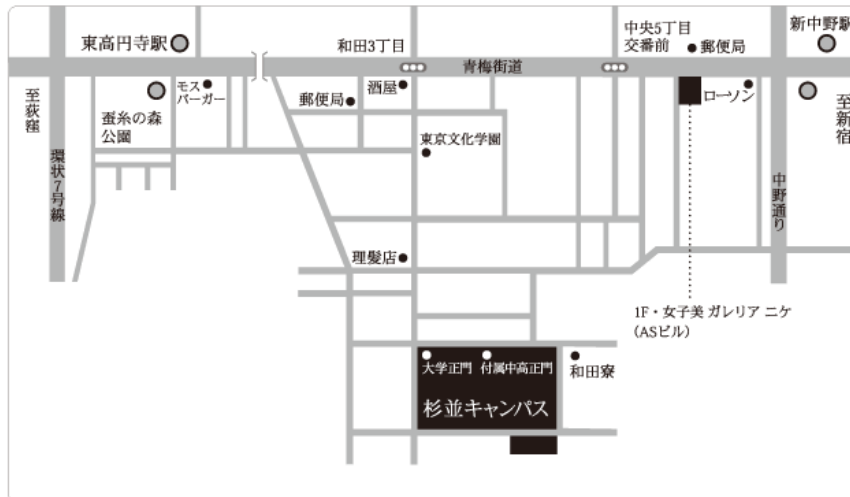 東高円寺駅
和田3丁目
中央5丁目
交番前
郵便局
新中野駅
青梅街道
至荻窪
モス
バーガー
蚕糸の森
公園
郵便局
酒屋
ローソン
至新宿
環状7号線
東京文化学園
中野通り
理髪店
1F・女子美 ガレリア ニケ
(ASビル)
大学正門
付属中高正門
和田寮
杉並キャンパス